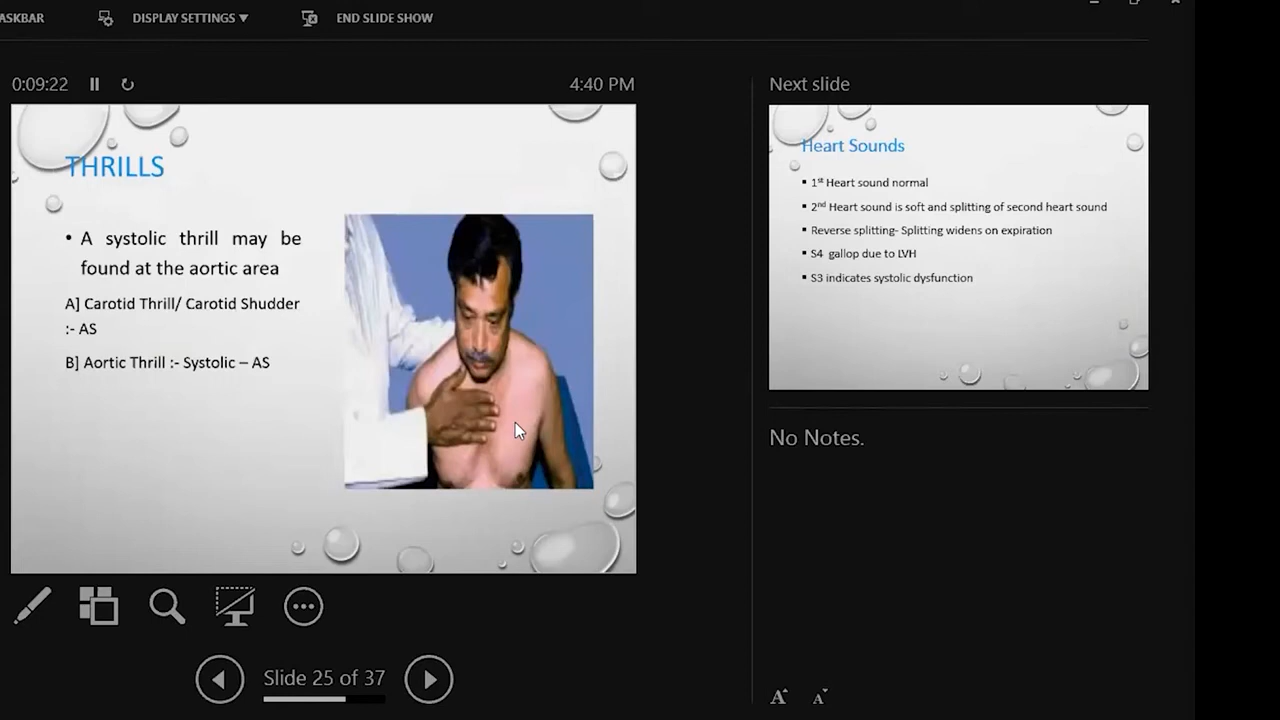 ASKBAR
DISPLAY SETTINGS ▼
END SLIDE SHOW
0:09:22
4:40 PM
Next slide
THRILLS
• A systolic thrill may be
found at the aortic area
A] Carotid Thrill/ Carotid Shudder
:- AS
B] Aortic Thrill :- Systolic – AS
Heart Sounds
▪ 1st Heart sound normal
▪ 2nd Heart sound is soft and splitting of second heart sound
▪ Reverse splitting- Splitting widens on expiration
▪ S4 gallop due to LVH
▪ S3 indicates systolic dysfunction
No Notes.
Slide 25 of 37
A A